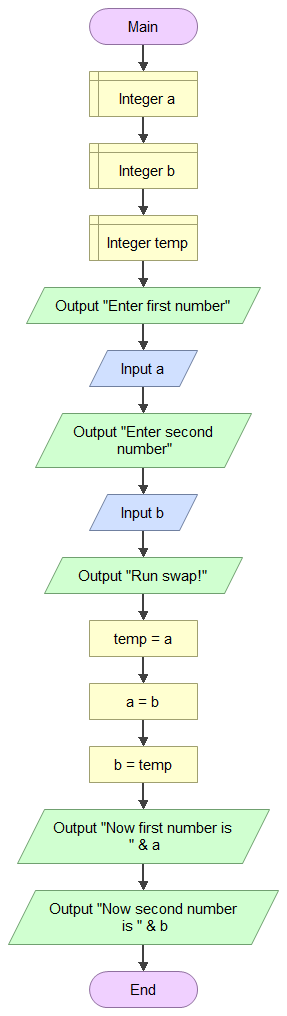 Main
Integer a
Integer b
Integer temp
Output "Enter first number"
Input a
Output "Enter second
number"
Input b
Output "Run swap!"
temp = a
a = b
b = temp
Output "Now first number is
" & a
Output "Now second number
is " & b
End